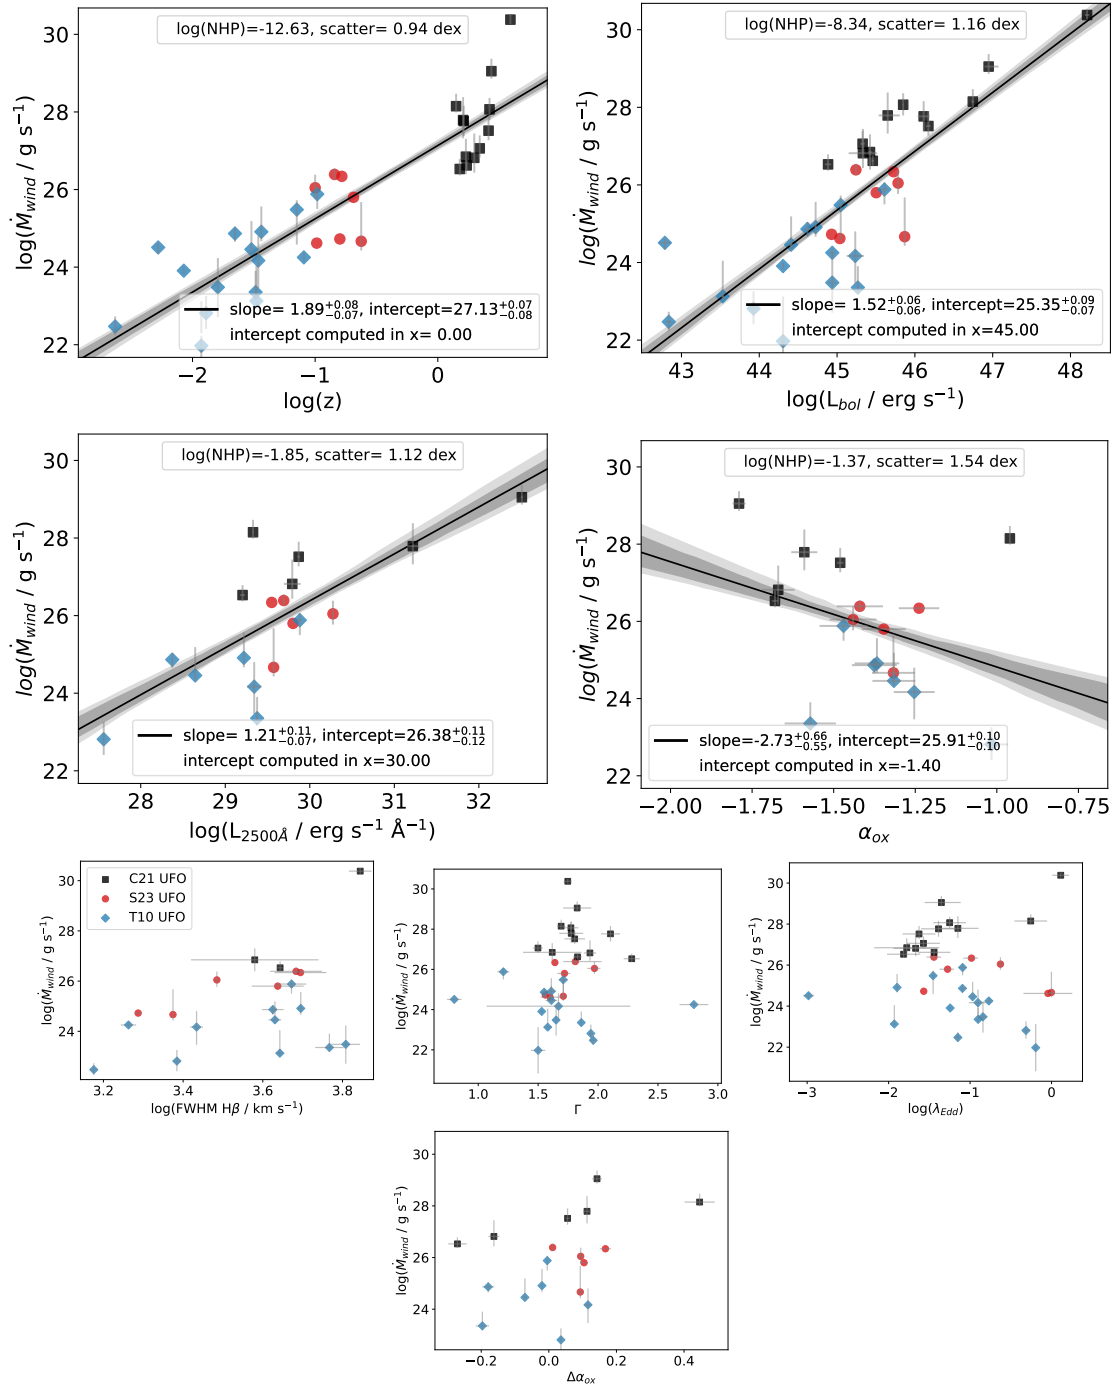 log(NHP)=-12.63, scatter= 0.94 dex
30
28
26
24
22
log(Ṁwind / g s⁻¹)
slope= 1.89+0.08−0.07, intercept=27.13+0.07−0.08
intercept computed in x= 0.00
−2 −1 0
log(z)
log(NHP)=-8.34, scatter= 1.16 dex
30
28
26
24
22
log(Ṁwind / g s⁻¹)
slope= 1.52+0.06−0.06, intercept=25.35+0.09−0.07
intercept computed in x=45.00
43 44 45 46 47 48
log(Lbol / erg s⁻¹)
log(NHP)=-1.85, scatter= 1.12 dex
30
28
26
24
22
log(Ṁwind / g s⁻¹)
slope= 1.21+0.11−0.07, intercept=26.38+0.11−0.12
intercept computed in x=30.00
28 29 30 31 32
log(L2500Å / erg s⁻¹ Å⁻¹)
log(NHP)=-1.37, scatter= 1.54 dex
30
28
26
24
22
log(Ṁwind / g s⁻¹)
slope=-2.73+0.66−0.55, intercept=25.91+0.10−0.10
intercept computed in x=-1.40
−2.00 −1.75 −1.50 −1.25 −1.00 −0.75
αox
C21 UFO
S23 UFO
T10 UFO
30
28
26
24
log(Ṁwind / g s⁻¹)
3.2 3.4 3.6 3.8
log(FWHM Hβ / km s⁻¹)
30
28
26
24
22
log(Ṁwind / g s⁻¹)
1.0 1.5 2.0 2.5 3.0
Γ
30
28
26
24
22
log(Ṁwind / g s⁻¹)
−3 −2 −1 0
log(λEdd)
30
28
26
24
log(Ṁwind / g s⁻¹)
−0.2 0.0 0.2 0.4
Δαox